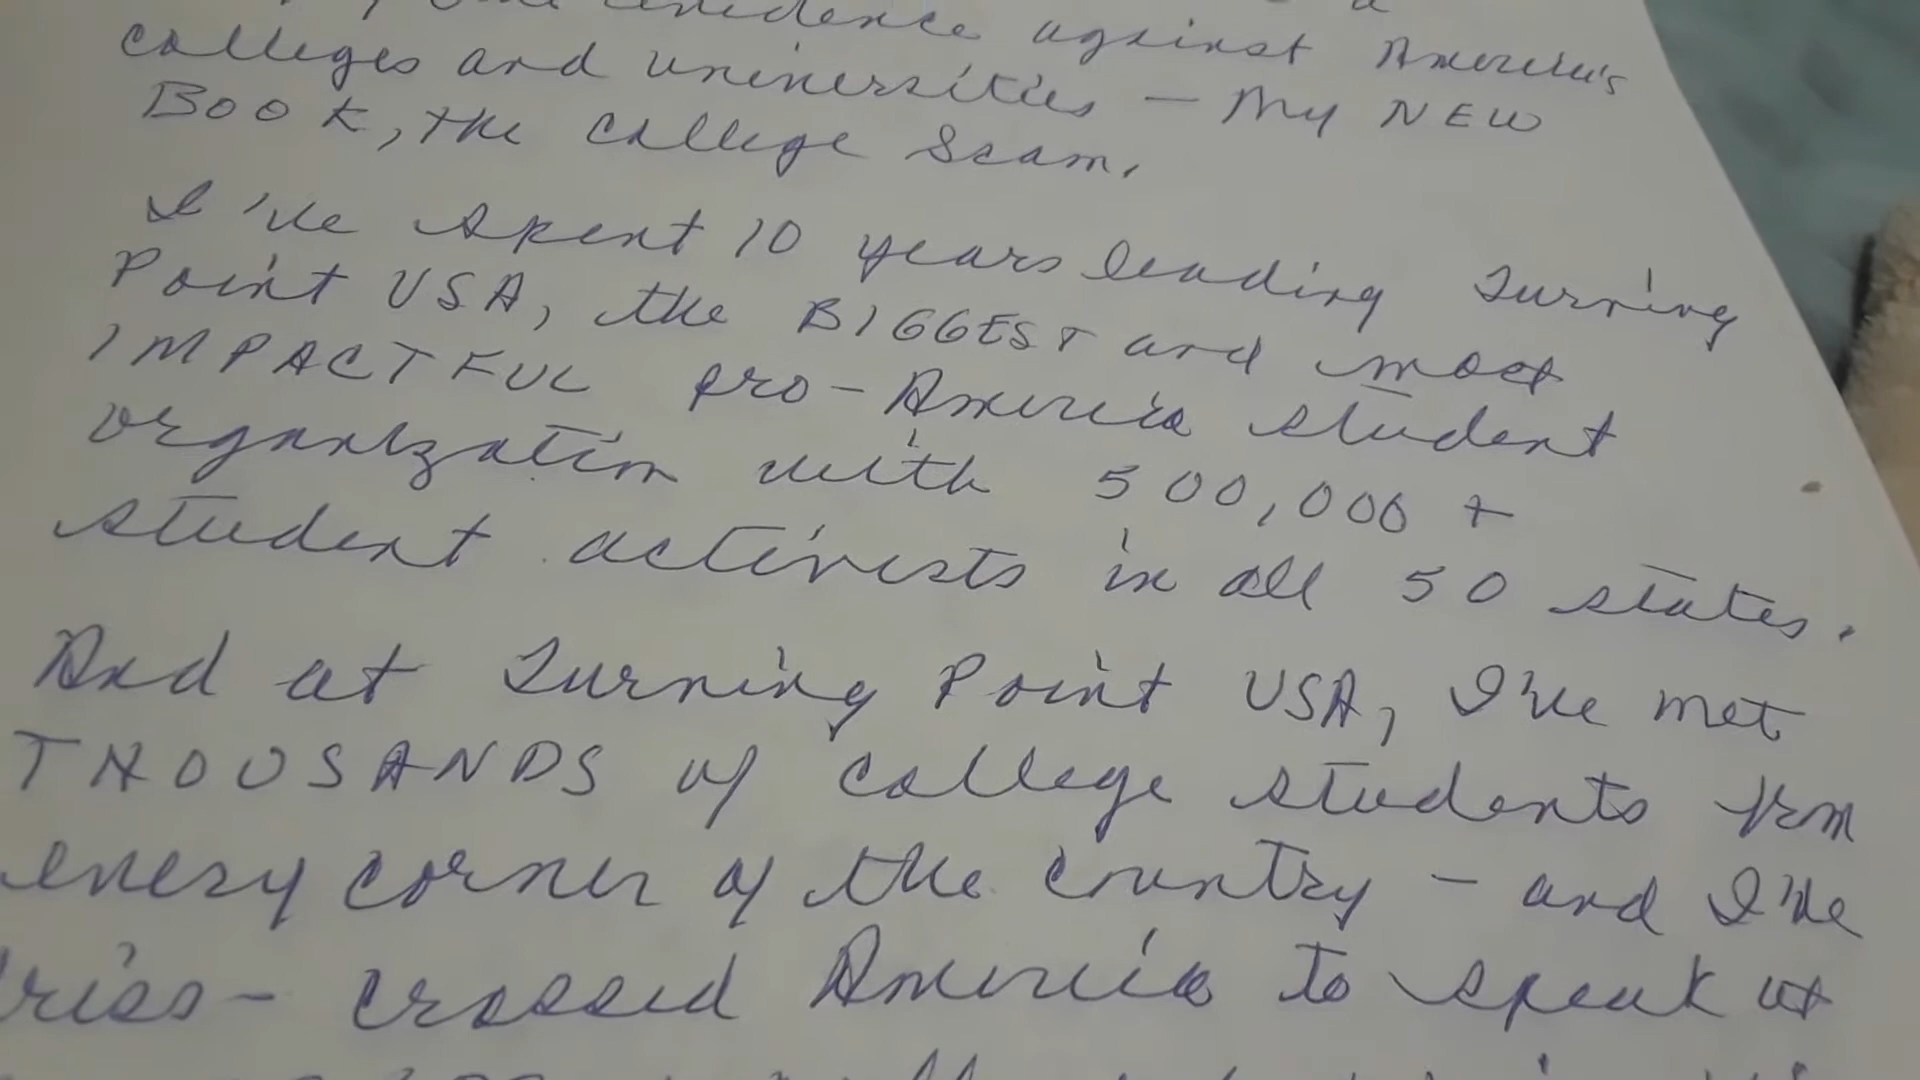 evidence against America's
colleges and universities - My NEW
BOOK, the College Scam.
I've spent 10 years leading Turning
Point USA, the BIGGEST and most
IMPACTFUL pro-America student
organization with 500,000 +
student activists in all 50 states.
And at Turning Point USA, I've met
THOUSANDS of college students from
every corner of the country - and I've
criss-crossed America to speak at